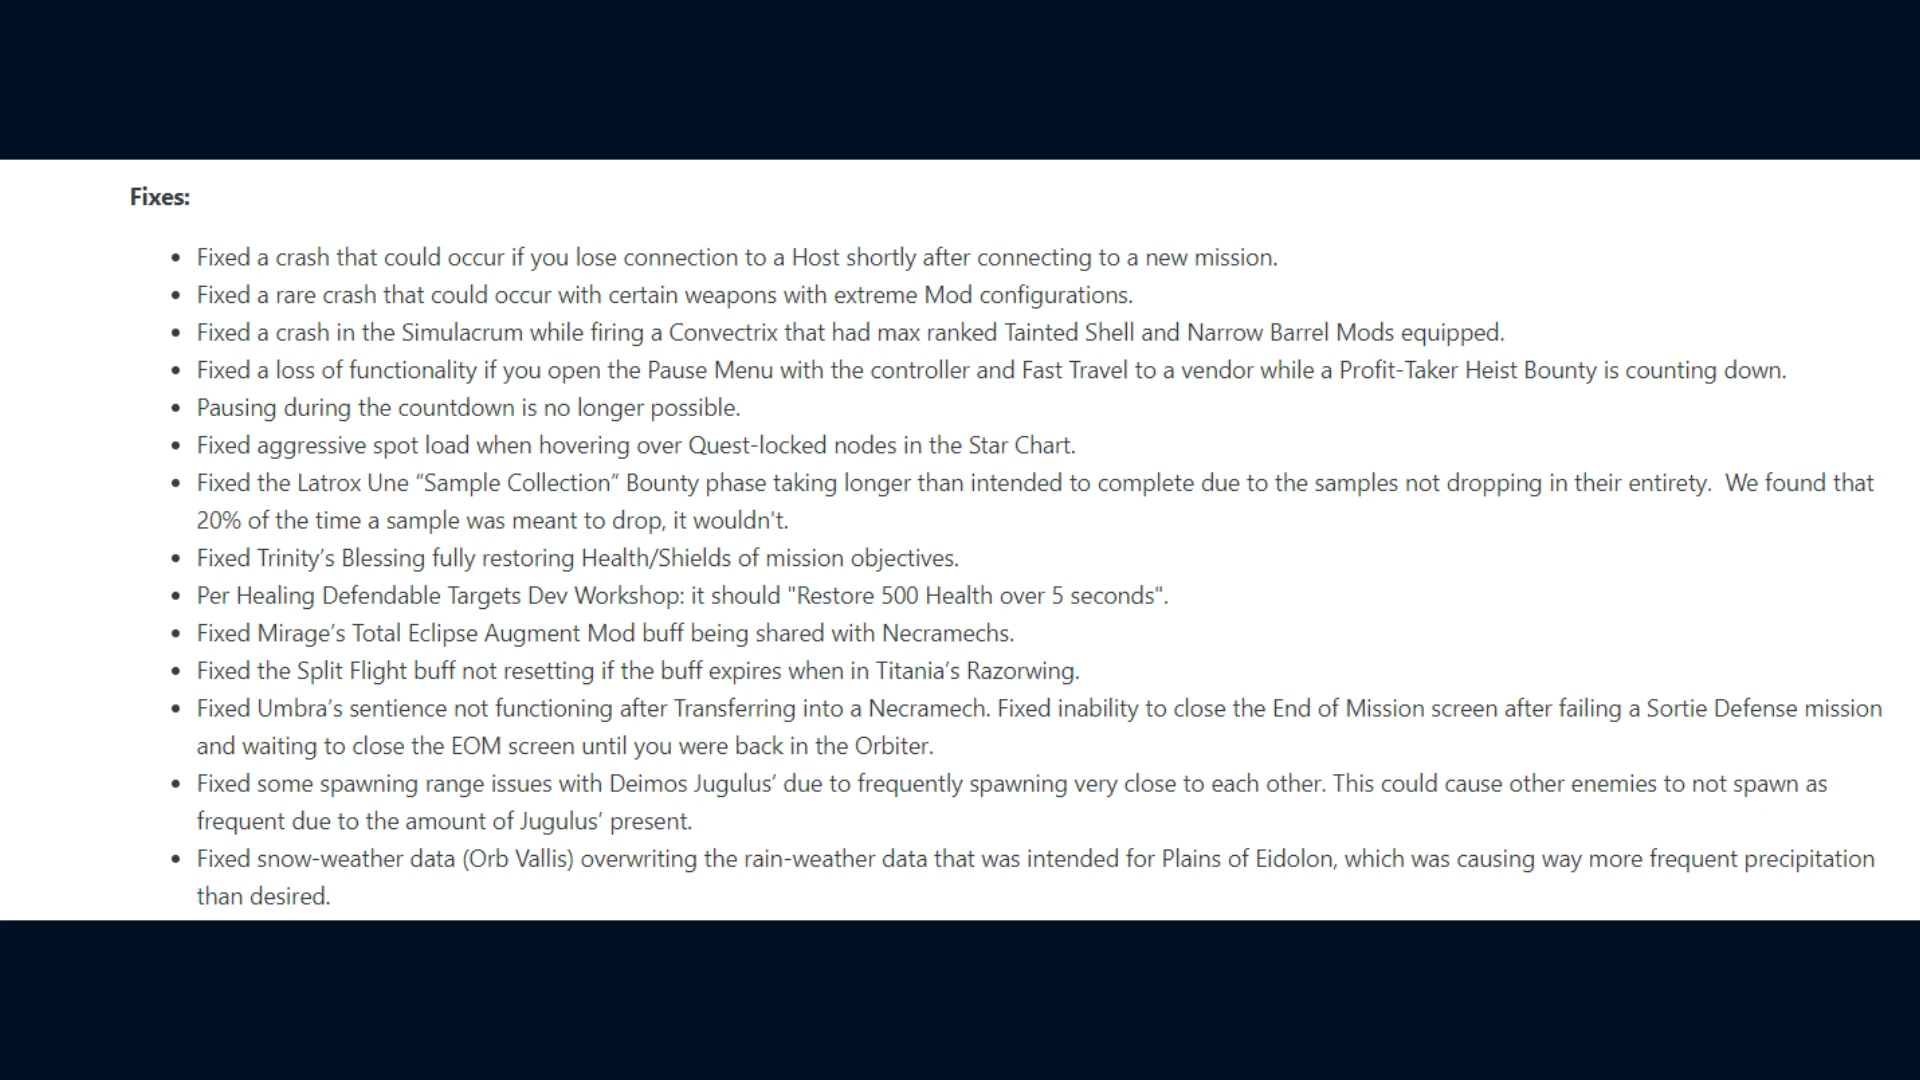 Fixes:
• Fixed a crash that could occur if you lose connection to a Host shortly after connecting to a new mission.
• Fixed a rare crash that could occur with certain weapons with extreme Mod configurations.
• Fixed a crash in the Simulacrum while firing a Convectrix that had max ranked Tainted Shell and Narrow Barrel Mods equipped.
• Fixed a loss of functionality if you open the Pause Menu with the controller and Fast Travel to a vendor while a Profit-Taker Heist Bounty is counting down.
• Pausing during the countdown is no longer possible.
• Fixed aggressive spot load when hovering over Quest-locked nodes in the Star Chart.
• Fixed the Latrox Une “Sample Collection” Bounty phase taking longer than intended to complete due to the samples not dropping in their entirety.  We found that
20% of the time a sample was meant to drop, it wouldn't.
• Fixed Trinity’s Blessing fully restoring Health/Shields of mission objectives.
• Per Healing Defendable Targets Dev Workshop: it should "Restore 500 Health over 5 seconds".
• Fixed Mirage’s Total Eclipse Augment Mod buff being shared with Necramechs.
• Fixed the Split Flight buff not resetting if the buff expires when in Titania’s Razorwing.
• Fixed Umbra’s sentience not functioning after Transferring into a Necramech. Fixed inability to close the End of Mission screen after failing a Sortie Defense mission
and waiting to close the EOM screen until you were back in the Orbiter.
• Fixed some spawning range issues with Deimos Jugulus’ due to frequently spawning very close to each other. This could cause other enemies to not spawn as
frequent due to the amount of Jugulus’ present.
• Fixed snow-weather data (Orb Vallis) overwriting the rain-weather data that was intended for Plains of Eidolon, which was causing way more frequent precipitation
than desired.